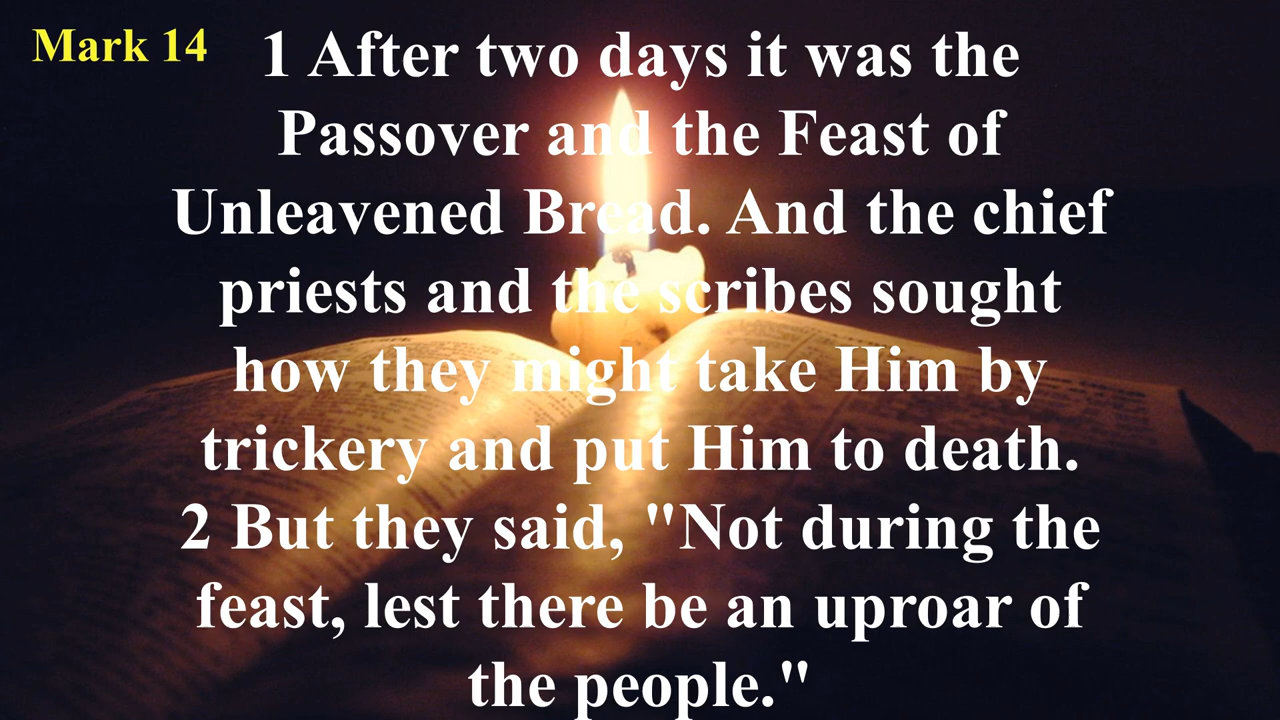 Mark 14
1 After two days it was the
Passover and the Feast of
Unleavened Bread. And the chief
priests and the scribes sought
how they might take Him by
trickery and put Him to death.
2 But they said, "Not during the
feast, lest there be an uproar of
the people."